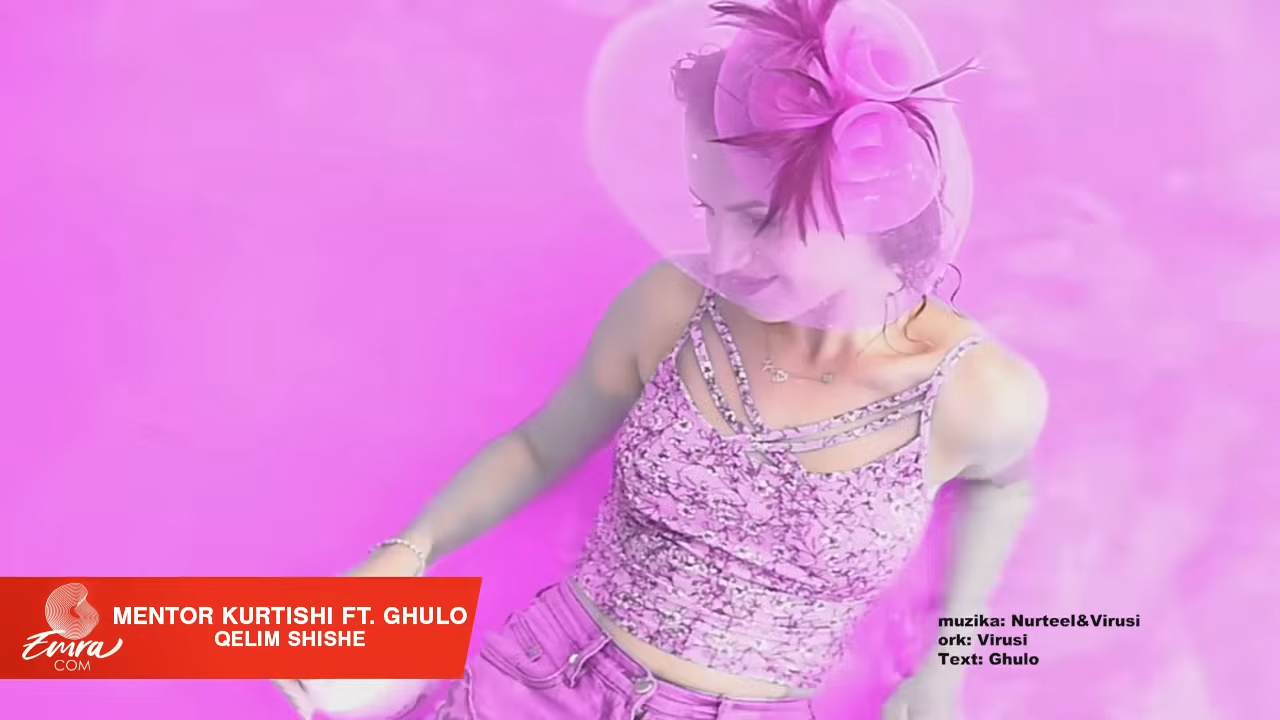 Emra
COM
MENTOR KURTISHI FT. GHULO
QELIM SHISHE
muzika: Nurteel&Virusi
ork: Virusi
Text: Ghulo